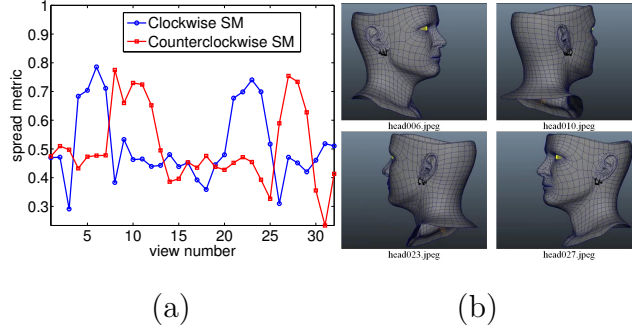 (a)
Clockwise SM
Counterclockwise SM
0.9
0.8
0.7
0.6
0.5
0.4
0.3
spread metric
5 10 15 20 25 30
view number
head006.jpeg head010.jpeg
head023.jpeg head027.jpeg
(a) (b)